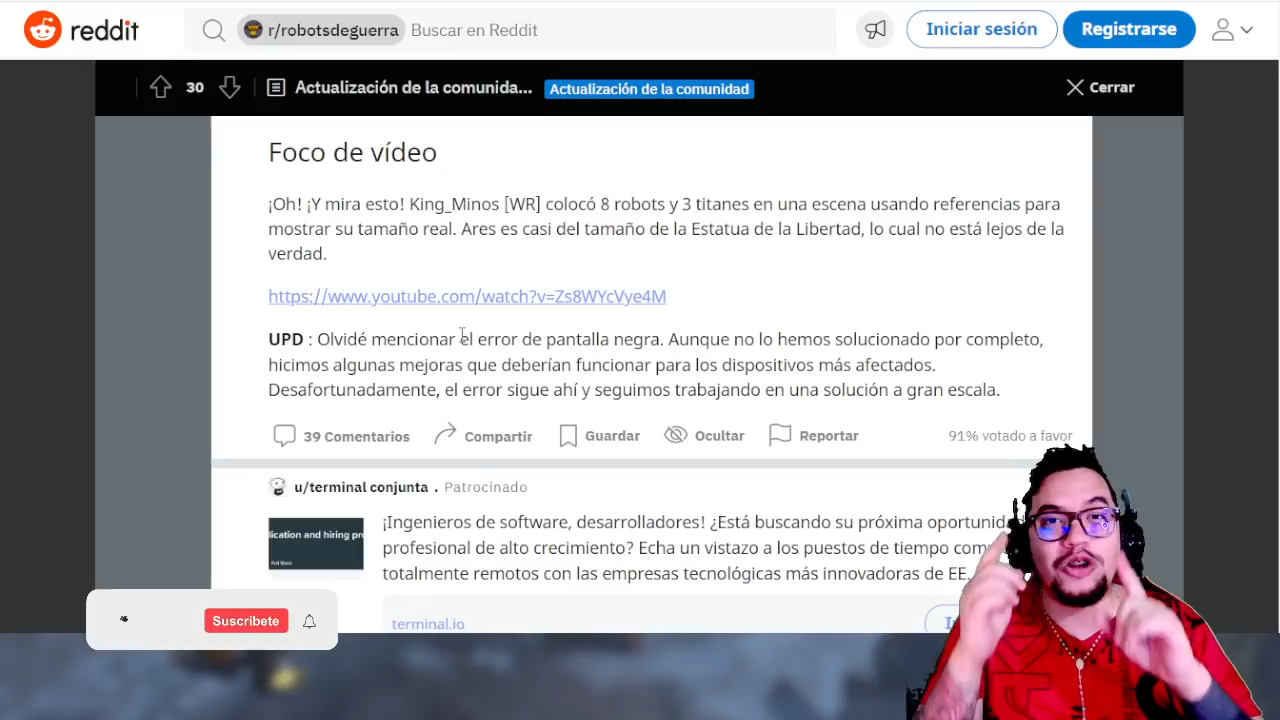 reddit
r/robotsdeguerra Buscar en Reddit
Iniciar sesión
Registrarse
30
Actualización de la comunida...
Actualización de la comunidad
Cerrar
Foco de vídeo
¡Oh! ¡Y mira esto! King_Minos [WR] colocó 8 robots y 3 titanes en una escena usando referencias para
mostrar su tamaño real. Ares es casi del tamaño de la Estatua de la Libertad, lo cual no está lejos de la
verdad.
https://www.youtube.com/watch?v=Zs8WYcVye4M
UPD : Olvidé mencionar el error de pantalla negra. Aunque no lo hemos solucionado por completo,
hicimos algunas mejoras que deberían funcionar para los dispositivos más afectados.
Desafortunadamente, el error sigue ahí y seguimos trabajando en una solución a gran escala.
39 Comentarios
Compartir
Guardar
Ocultar
Reportar
91% votado a favor
u/terminal conjunta . Patrocinado
¡Ingenieros de software, desarrolladores! ¿Está buscando su próxima
profesional de alto crecimiento? Echa un vistazo a los puestos de tiempo
totalmente remotos con las empresas tecnológicas más innovadoras de EE.
terminal.io
Suscribete